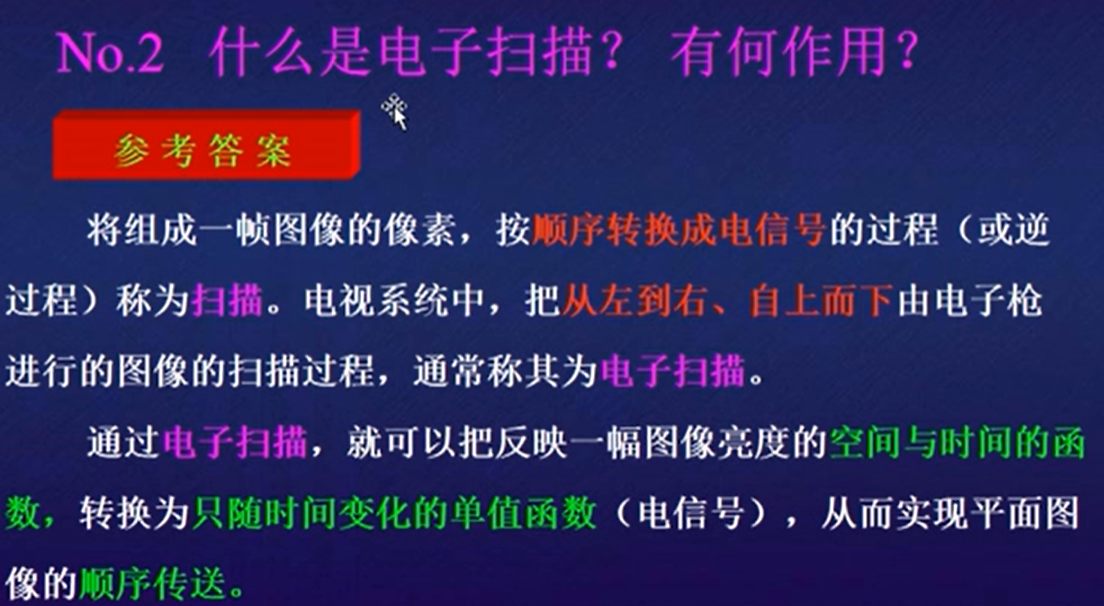 No.2 什么是电子扫描？ 有何作用？
参考答案
将组成一帧图像的像素，按顺序转换成电信号的过程（或逆
过程）称为扫描。电视系统中，把从左到右、自上而下由电子枪
进行的图像的扫描过程，通常称其为电子扫描。
通过电子扫描，就可以把反映一幅图像亮度的空间与时间的函
数，转换为只随时间变化的单值函数（电信号），从而实现平面图
像的顺序传送。